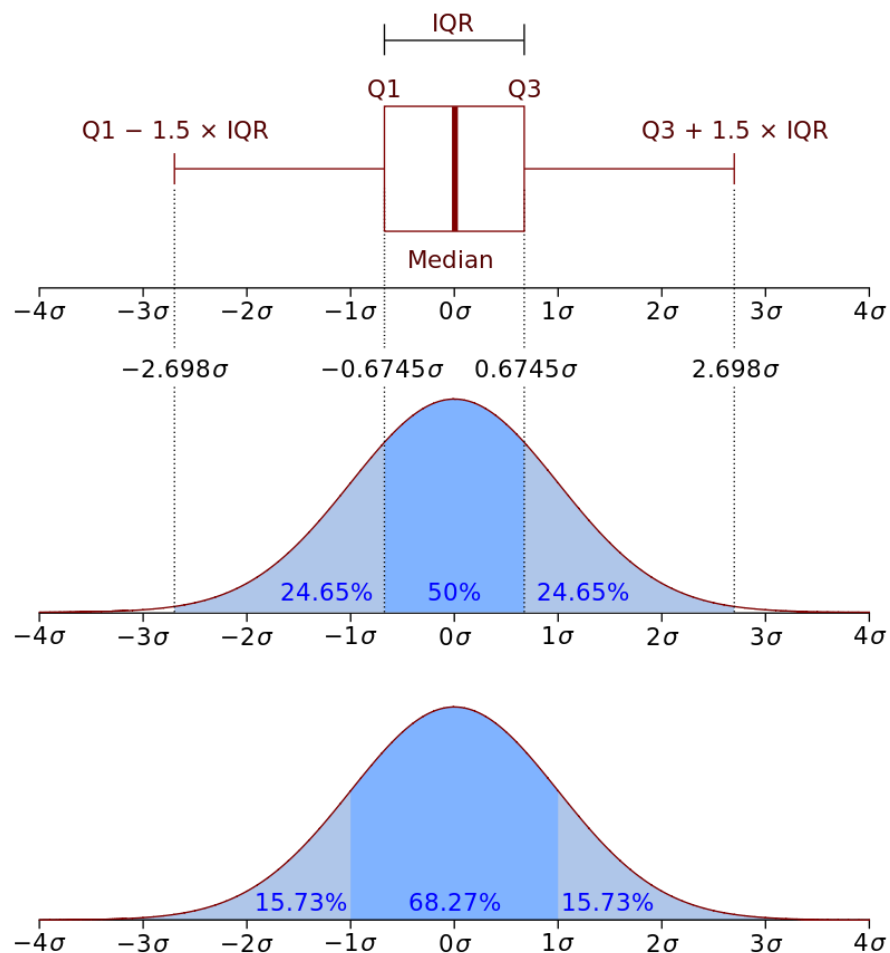 IQR
Q1 Q3
Q1 − 1.5 × IQR Q3 + 1.5 × IQR
Median
−4σ −3σ −2σ −1σ 0σ 1σ 2σ 3σ 4σ
−2.698σ −0.6745σ 0.6745σ 2.698σ
24.65% 50% 24.65%
−4σ −3σ −2σ −1σ 0σ 1σ 2σ 3σ 4σ
15.73% 68.27% 15.73%
−4σ −3σ −2σ −1σ 0σ 1σ 2σ 3σ 4σ